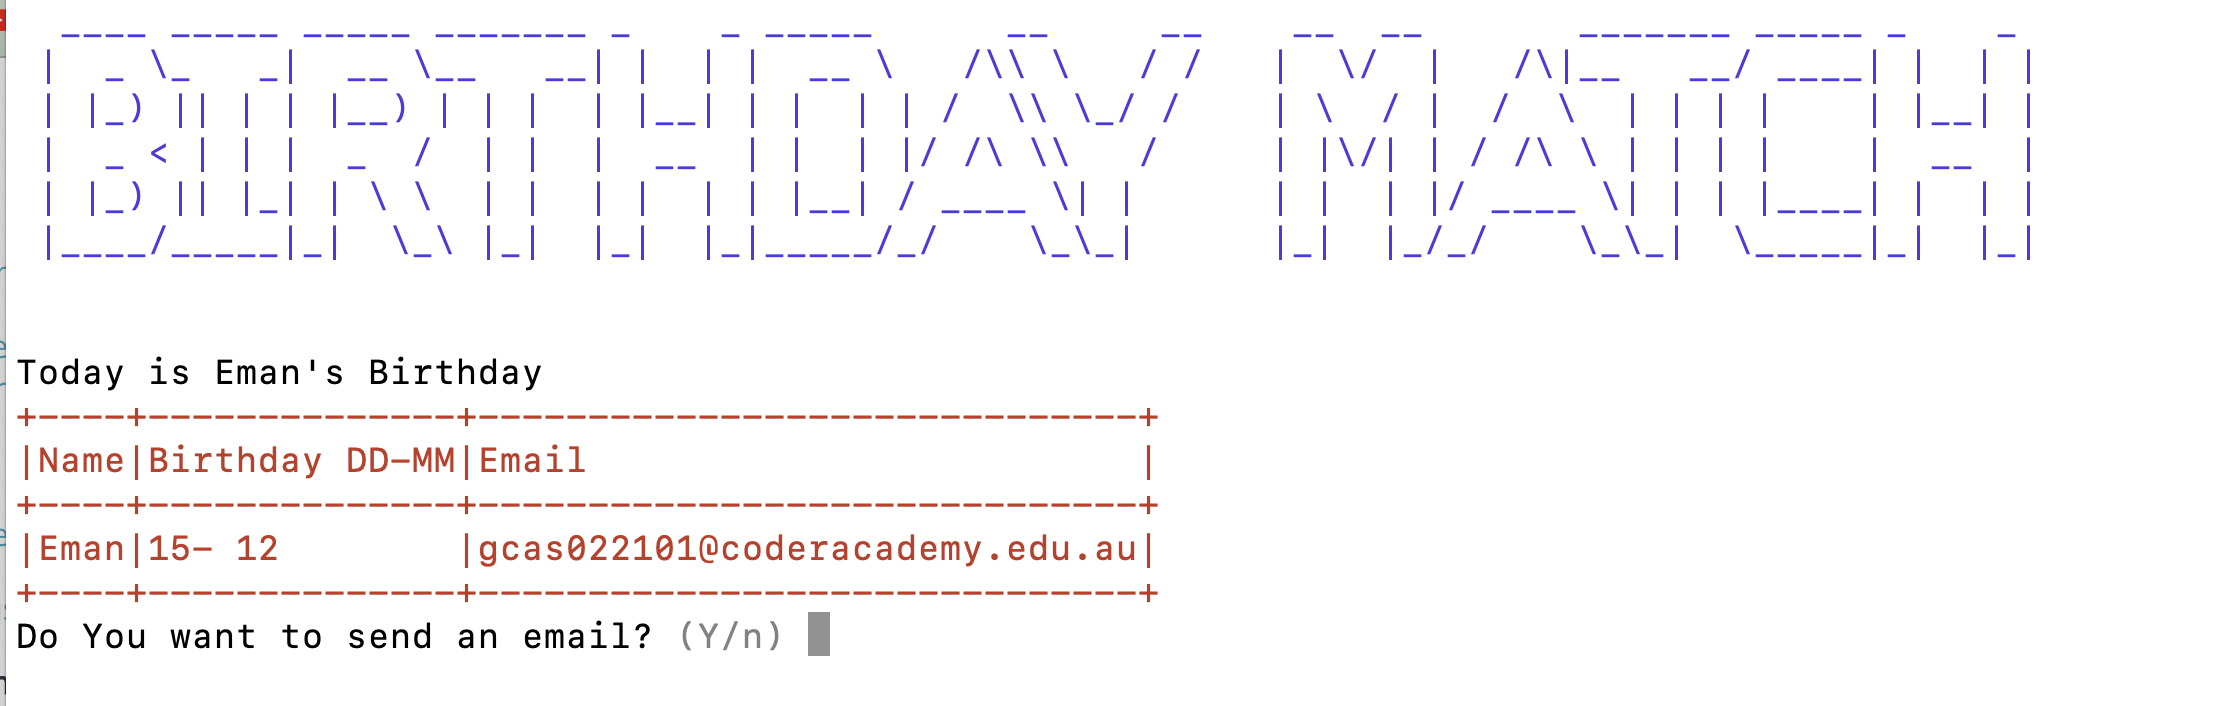 BIRTHDAY MATCH
Today is Eman's Birthday
+----+--------------+------------------------------+
|Name|Birthday DD-MM|Email                         |
+----+--------------+------------------------------+
|Eman|15- 12        |gcas022101@coderacademy.edu.au|
+----+--------------+------------------------------+
Do You want to send an email? (Y/n)